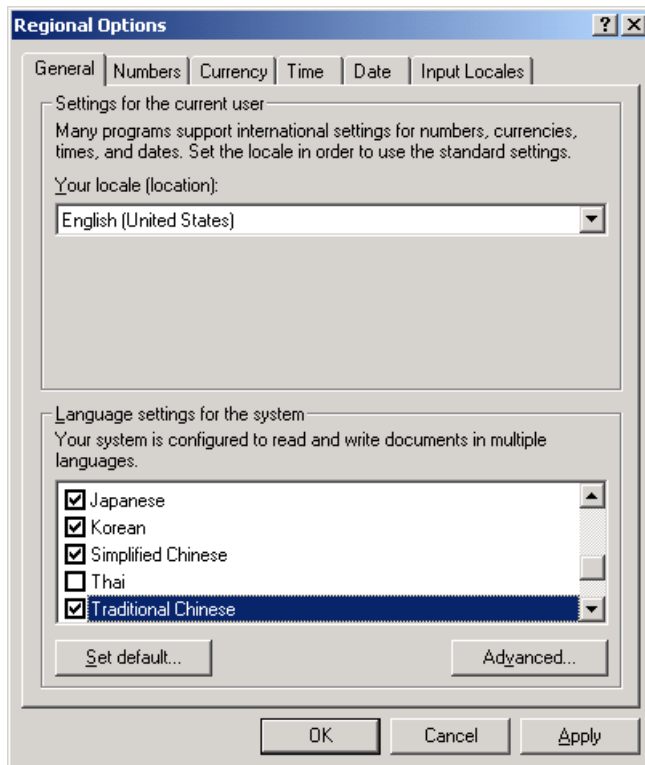 Regional Options
General Numbers Currency Time Date Input Locales
Settings for the current user
Many programs support international settings for numbers, currencies,
times, and dates. Set the locale in order to use the standard settings.
Your locale (location):
English (United States)
Language settings for the system
Your system is configured to read and write documents in multiple
languages.
Japanese
Korean
Simplified Chinese
Thai
Traditional Chinese
Set default... Advanced...
OK Cancel Apply